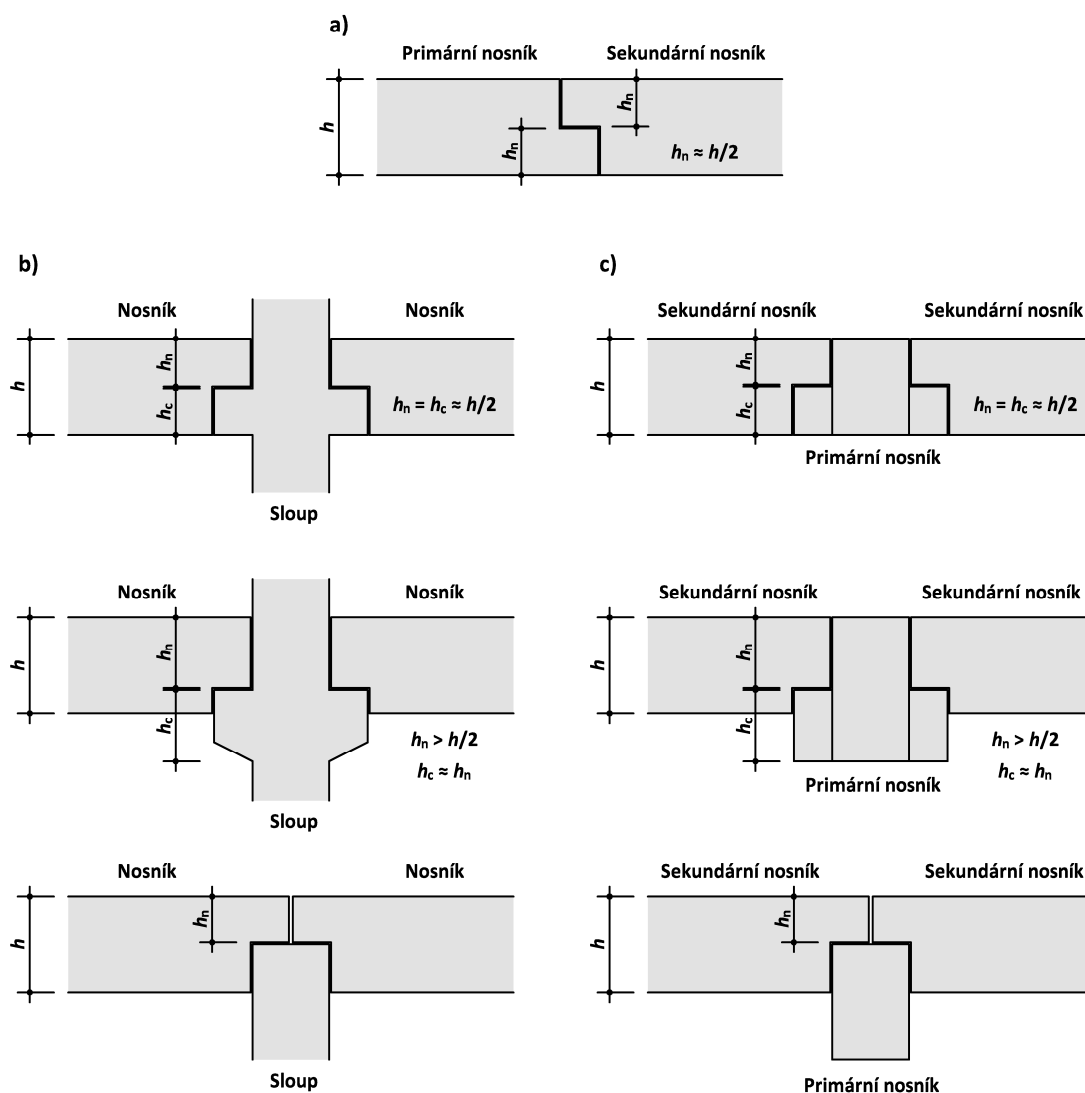 a)
Primární nosník Sekundární nosník
h
hn
hn
hn ≈ h/2
b)
Nosník Nosník
h
hn
hc
hn = hc ≈ h/2
Sloup
Nosník Nosník
h
hn
hc
hn > h/2
hc ≈ hn
Sloup
Nosník Nosník
h
hn
Sloup
c)
Sekundární nosník Sekundární nosník
h
hn
hc
hn = hc ≈ h/2
Primární nosník
Sekundární nosník Sekundární nosník
h
hn
hc
hn > h/2
hc ≈ hn
Primární nosník
Sekundární nosník Sekundární nosník
h
hn
Primární nosník